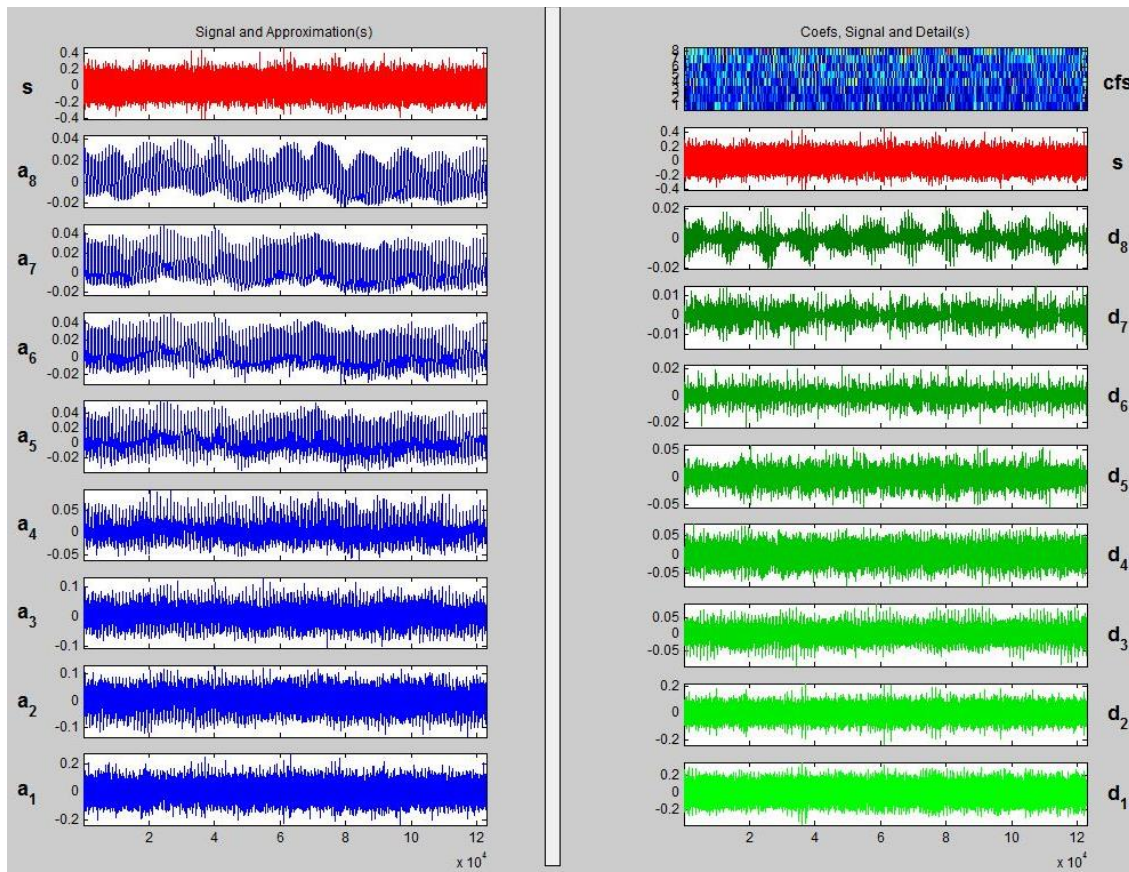 Signal and Approximation(s)
s
0.4
0.2
0
-0.2
-0.4
a8
0.04
0.02
0
-0.02
a7
0.04
0.02
0
-0.02
a6
0.04
0.02
0
-0.02
a5
0.04
0.02
0
-0.02
a4
0.05
0
-0.05
a3
0.1
0
-0.1
a2
0.1
0
-0.1
a1
0.2
0
-0.2
2 4 6 8 10 12
x 10^4
Coefs, Signal and Detail(s)
8
7
6
5
4
3
2
1
cfs
0.4
0.2
0
-0.2
-0.4
s
0.02
0
-0.02
d8
0.01
0
-0.01
d7
0.02
0
-0.02
d6
0.05
0
-0.05
d5
0.05
0
-0.05
d4
0.05
0
-0.05
d3
0.2
0
-0.2
d2
0.2
0
-0.2
d1
2 4 6 8 10 12
x 10^4